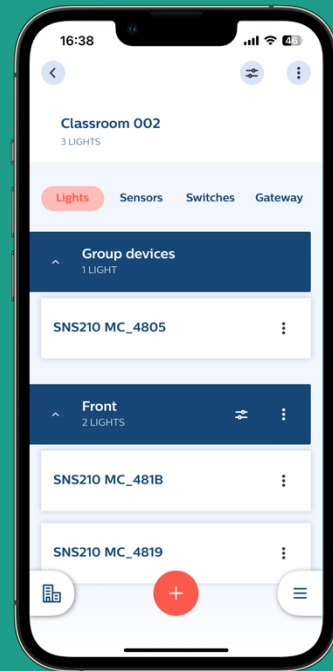 16:38
46
Classroom 002
3 LIGHTS
Lights Sensors Switches Gateway
Group devices
1 LIGHT
SNS210 MC_4805
Front
2 LIGHTS
SNS210 MC_481B
SNS210 MC_4819